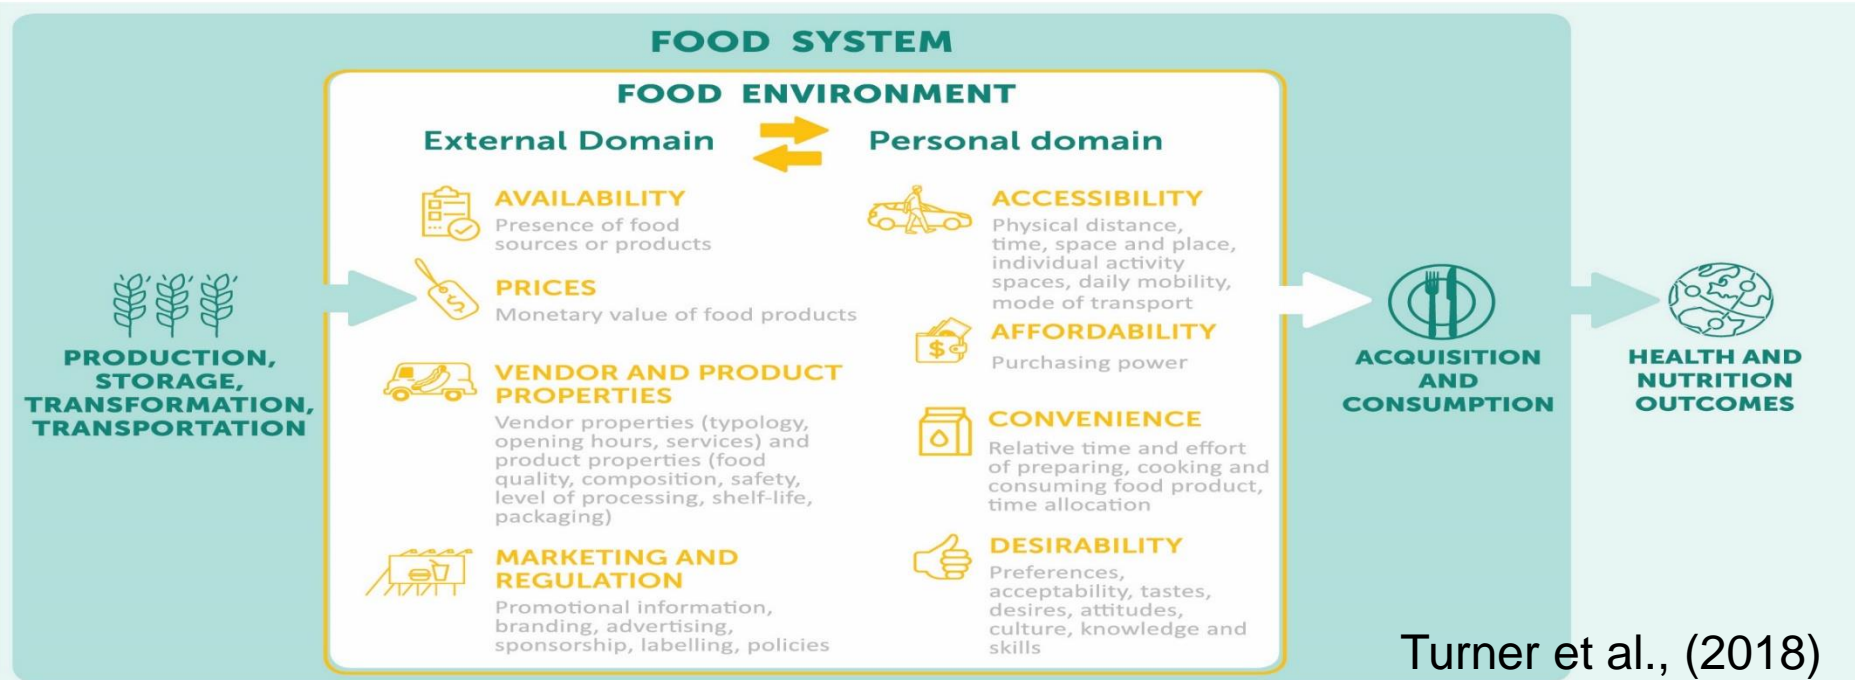 FOOD SYSTEM
FOOD ENVIRONMENT
External Domain
Personal domain
PRODUCTION,
STORAGE,
TRANSFORMATION,
TRANSPORTATION
AVAILABILITY
Presence of food
sources or products
PRICES
Monetary value of food products
VENDOR AND PRODUCT
PROPERTIES
Vendor properties (typology,
opening hours, services) and
product properties (food
quality, composition, safety,
level of processing, shelf-life,
packaging)
MARKETING AND
REGULATION
Promotional information,
branding, advertising,
sponsorship, labelling, policies
ACCESSIBILITY
Physical distance,
time, space and place,
individual activity
spaces, daily mobility,
mode of transport
AFFORDABILITY
Purchasing power
CONVENIENCE
Relative time and effort
of preparing, cooking and
consuming food product,
time allocation
DESIRABILITY
Preferences,
acceptability, tastes,
desires, attitudes,
culture, knowledge and
skills
ACQUISITION
AND
CONSUMPTION
HEALTH AND
NUTRITION
OUTCOMES
Turner et al., (2018)